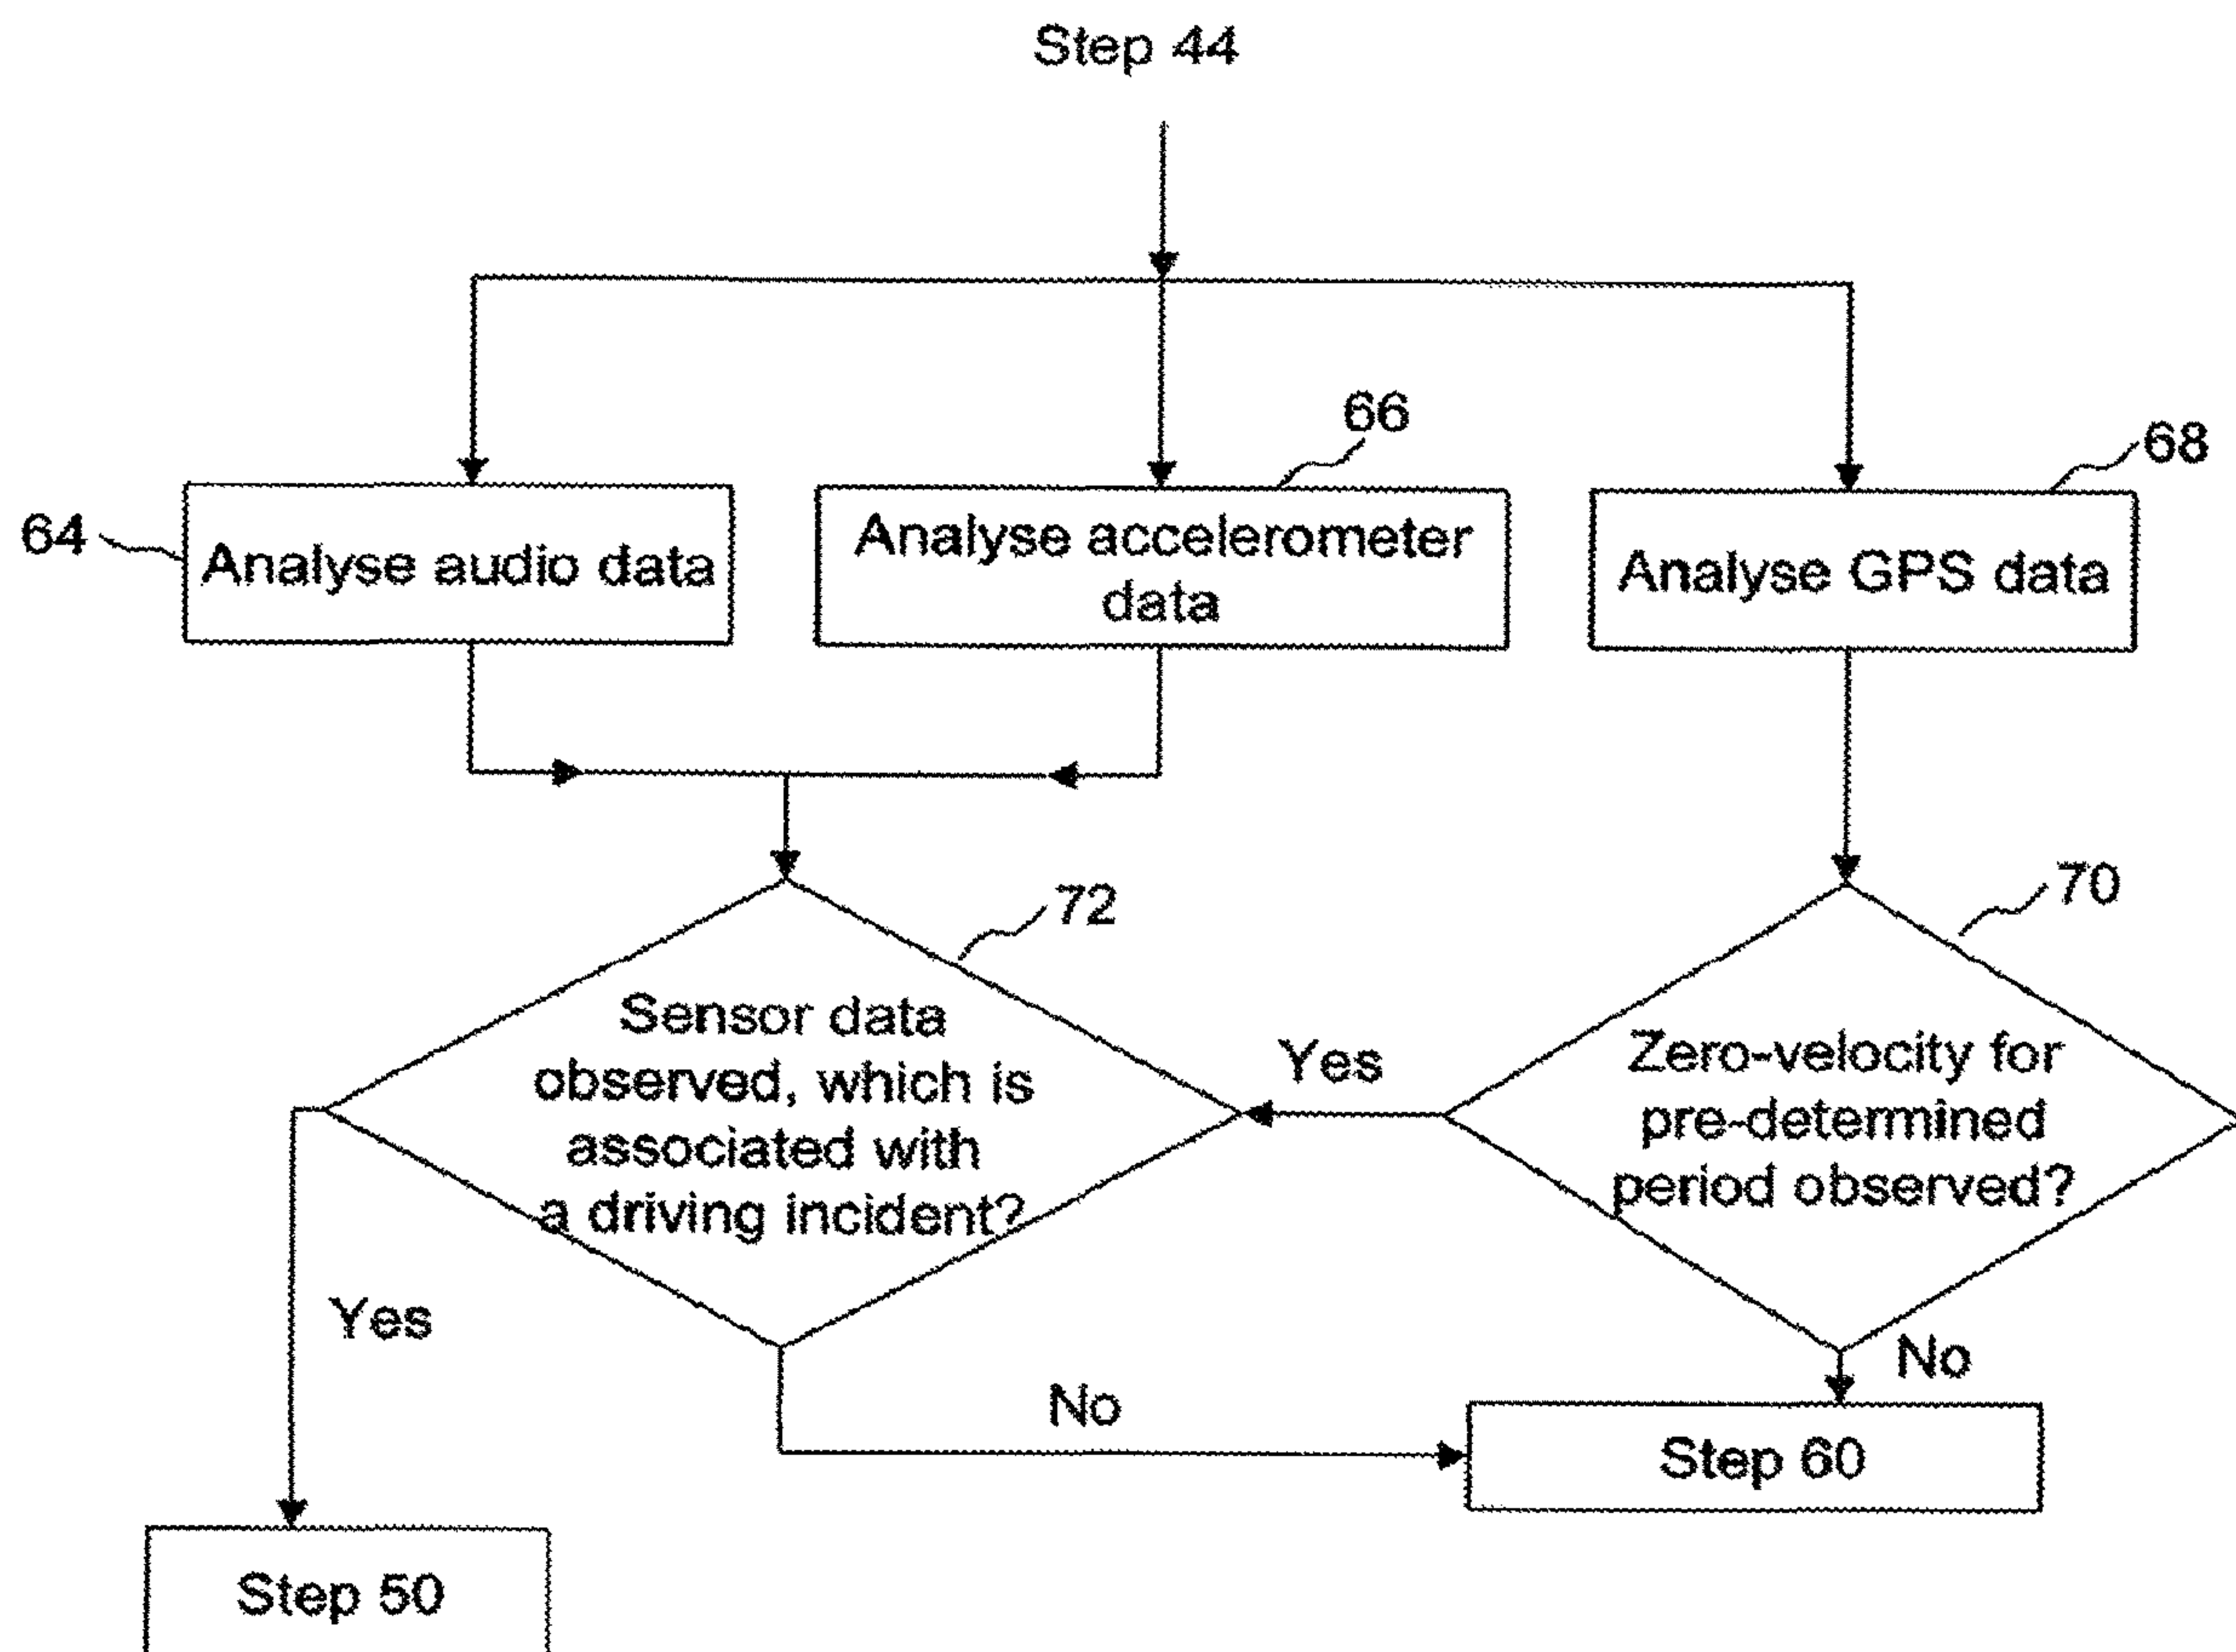 Step 44
66
68
64
Analyse audio data
Analyse accelerometer
data
Analyse GPS data
72
70
Sensor data
observed, which is
associated with
a driving incident?
Yes
Zero-velocity for
pre-determined
period observed?
Yes
No
No
Step 60
Step 50